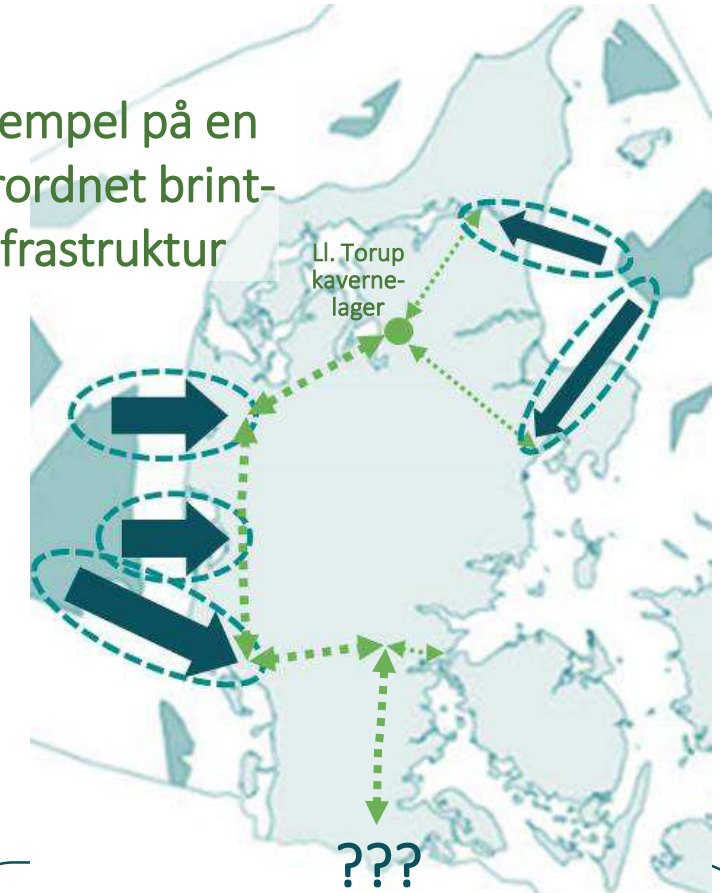 empel på en
rordnet brint-
frastruktur
Ll. Torup
kaverne-
lager
???